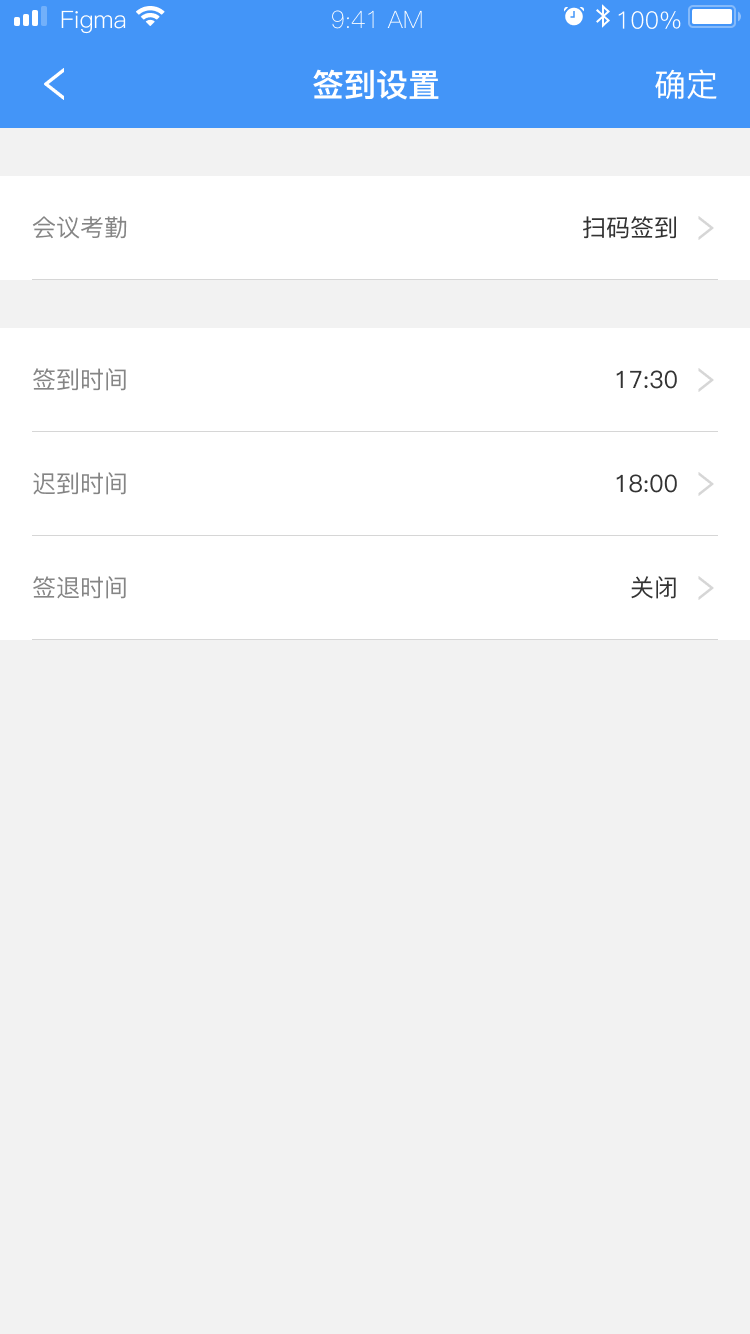 Figma 9:41 AM 100%
签到设置 确定
会议考勤 扫码签到
签到时间 17:30
迟到时间 18:00
签退时间 关闭